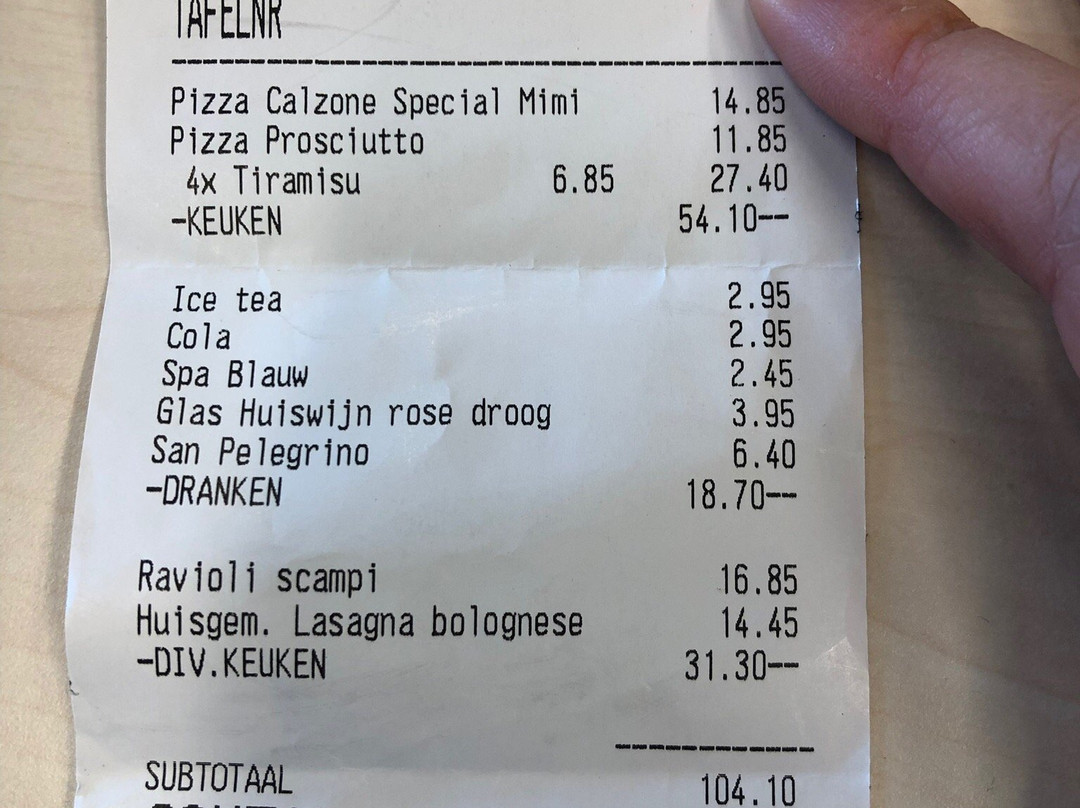 TAFELNR
Pizza Calzone Special Mimi 14.85
Pizza Prosciutto 11.85
4x Tiramisu 6.85 27.40
-KEUKEN 54.10--
Ice tea 2.95
Cola 2.95
Spa Blauw 2.45
Glas Huiswijn rose droog 3.95
San Pelegrino 6.40
-DRANKEN 18.70--
Ravioli scampi 16.85
Huisgem. Lasagna bolognese 14.45
-DIV.KEUKEN 31.30--
SUBTOTAAL 104.10